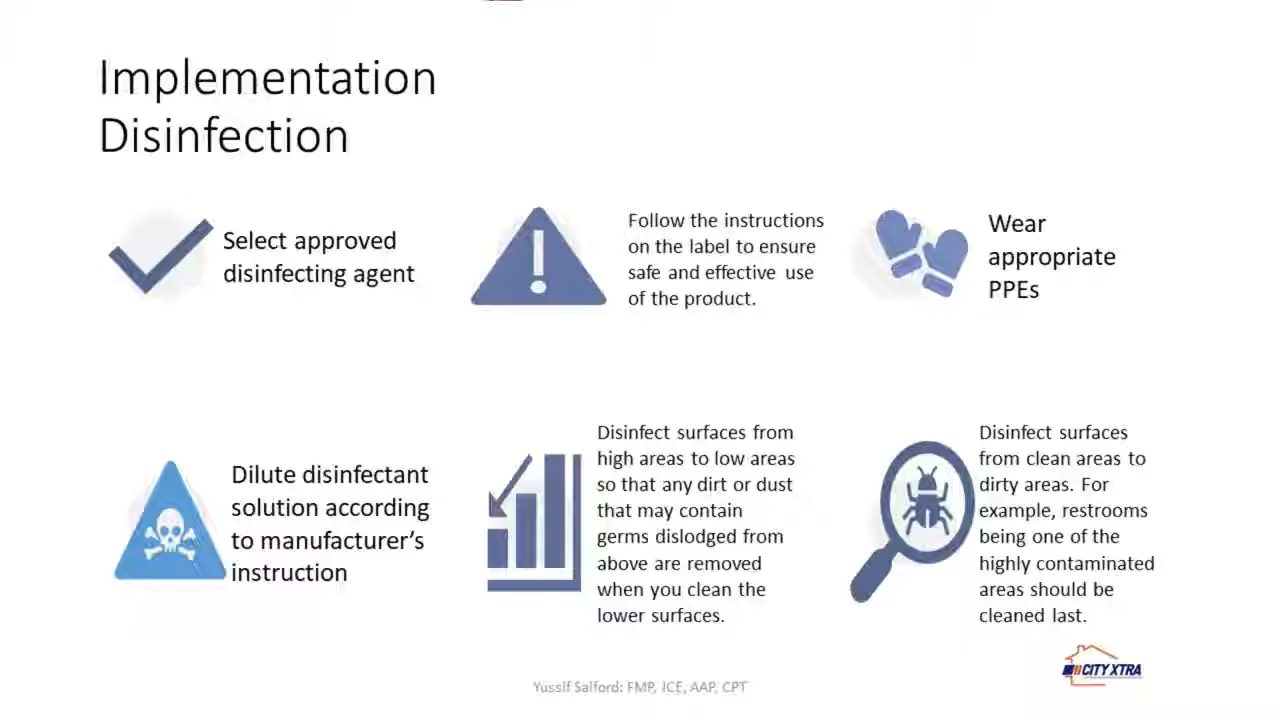 Implementation
Disinfection
Select approved
disinfecting agent
Follow the instructions
on the label to ensure
safe and effective use
of the product.
Wear
appropriate
PPEs
Dilute disinfectant
solution according
to manufacturer’s
instruction
Disinfect surfaces from
high areas to low areas
so that any dirt or dust
that may contain
germs dislodged from
above are removed
when you clean the
lower surfaces.
Disinfect surfaces
from clean areas to
dirty areas. For
example, restrooms
being one of the
highly contaminated
areas should be
cleaned last.
CITY XTRA
Yussif Salford: FMP, ICE, AAP, CPT